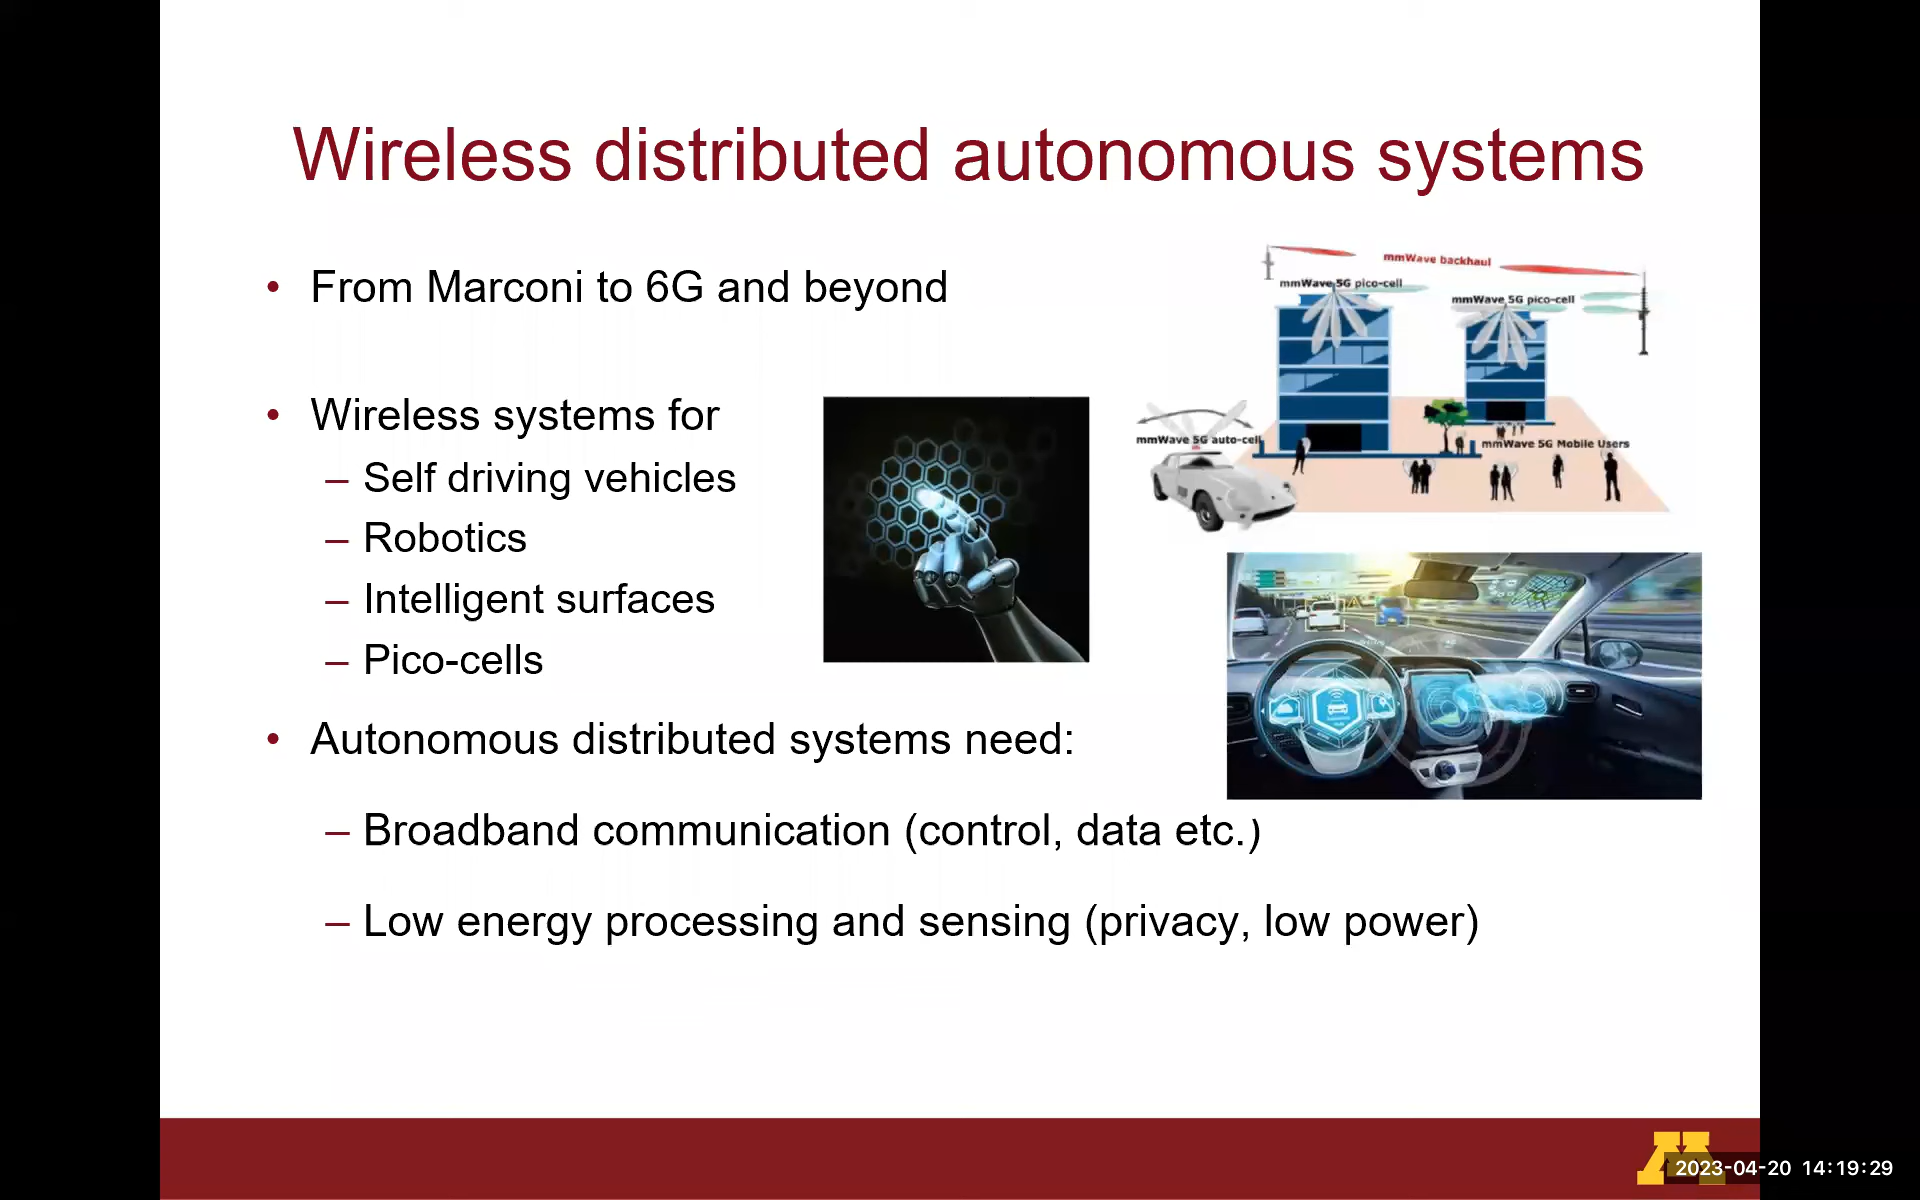 Wireless distributed autonomous systems
• From Marconi to 6G and beyond
• Wireless systems for
– Self driving vehicles
– Robotics
– Intelligent surfaces
– Pico-cells
• Autonomous distributed systems need:
– Broadband communication (control, data etc.)
– Low energy processing and sensing (privacy, low power)
mmWave backhaul
mmWave 5G pico-cell
mmWave 5G pico-cell
mmWave 5G auto-cell
mmWave 5G Mobile Users
2023-04-20 14:19:29